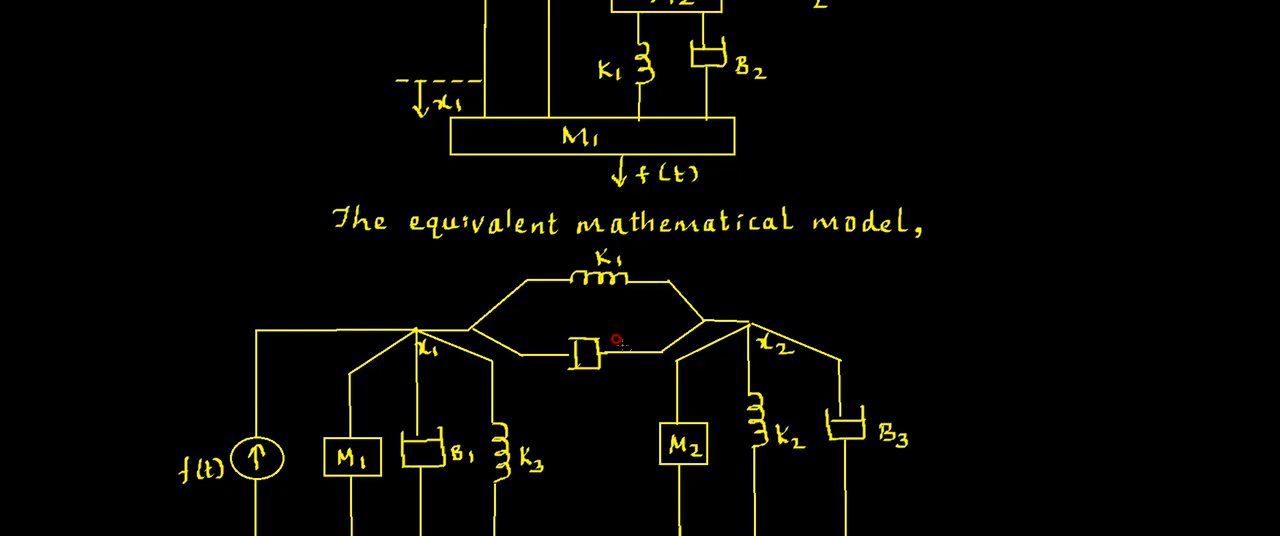 K1
B2
x1
M1
f(t)
The equivalent mathematical model,
K1
x1
x2
f(t)
M1
B1
K3
M2
K2
B3